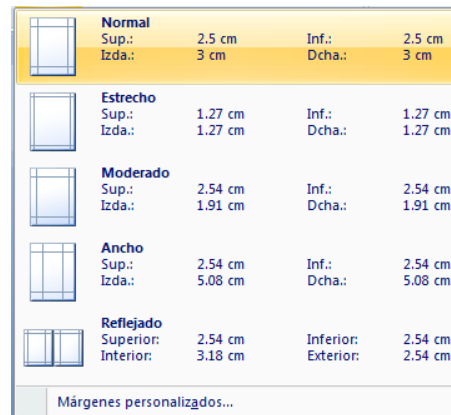 Normal
Sup.: 2.5 cm Inf.: 2.5 cm
Izda.: 3 cm Dcha.: 3 cm
Estrecho
Sup.: 1.27 cm Inf.: 1.27 cm
Izda.: 1.27 cm Dcha.: 1.27 cm
Moderado
Sup.: 2.54 cm Inf.: 2.54 cm
Izda.: 1.91 cm Dcha.: 1.91 cm
Ancho
Sup.: 2.54 cm Inf.: 2.54 cm
Izda.: 5.08 cm Dcha.: 5.08 cm
Reflejado
Superior: 2.54 cm Inferior: 2.54 cm
Interior: 3.18 cm Exterior: 2.54 cm
Márgenes personalizados...